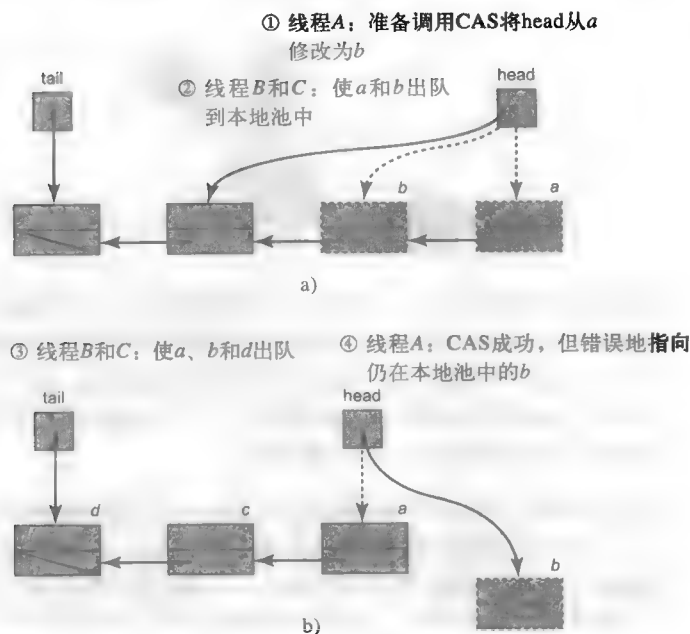 ① 线程A：准备调用CAS将head从a
修改为b
tail
② 线程B和C：使a和b出队
到本地池中
head
b
a
a)
③ 线程B和C：使a、b和d出队
④ 线程A：CAS成功，但错误地指向
仍在本地池中的b
tail
head
d
c
a
b
b)